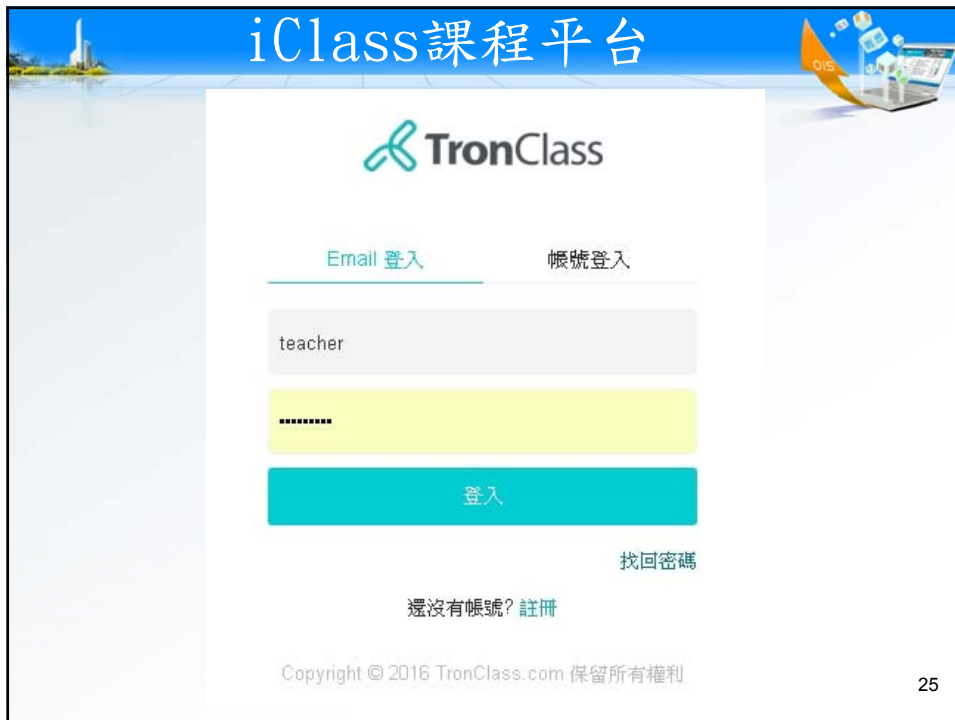 iClass課程平台
OIS
TronClass
Email 登入
帳號登入
teacher
•••••••••
登入
找回密碼
還沒有帳號? 註冊
Copyright © 2016 TronClass.com 保留所有權利
25